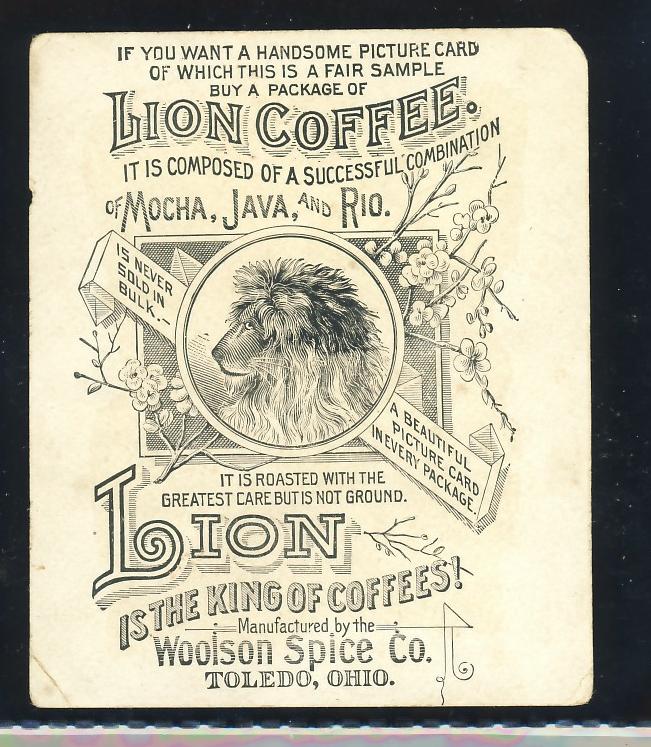 IF YOU WANT A HANDSOME PICTURE CARD
OF WHICH THIS IS A FAIR SAMPLE
BUY A PACKAGE OF
LION COFFEE.
IT IS COMPOSED OF A SUCCESSFUL COMBINATION
OF MOCHA, JAVA, AND RIO.
IS NEVER
SOLD IN
BULK.
A BEAUTIFUL
PICTURE CARD
IN EVERY PACKAGE.
IT IS ROASTED WITH THE
GREATEST CARE BUT IS NOT GROUND.
LION
IS THE KING OF COFFEES!
Manufactured by the
Woolson Spice Co.
TOLEDO, OHIO.